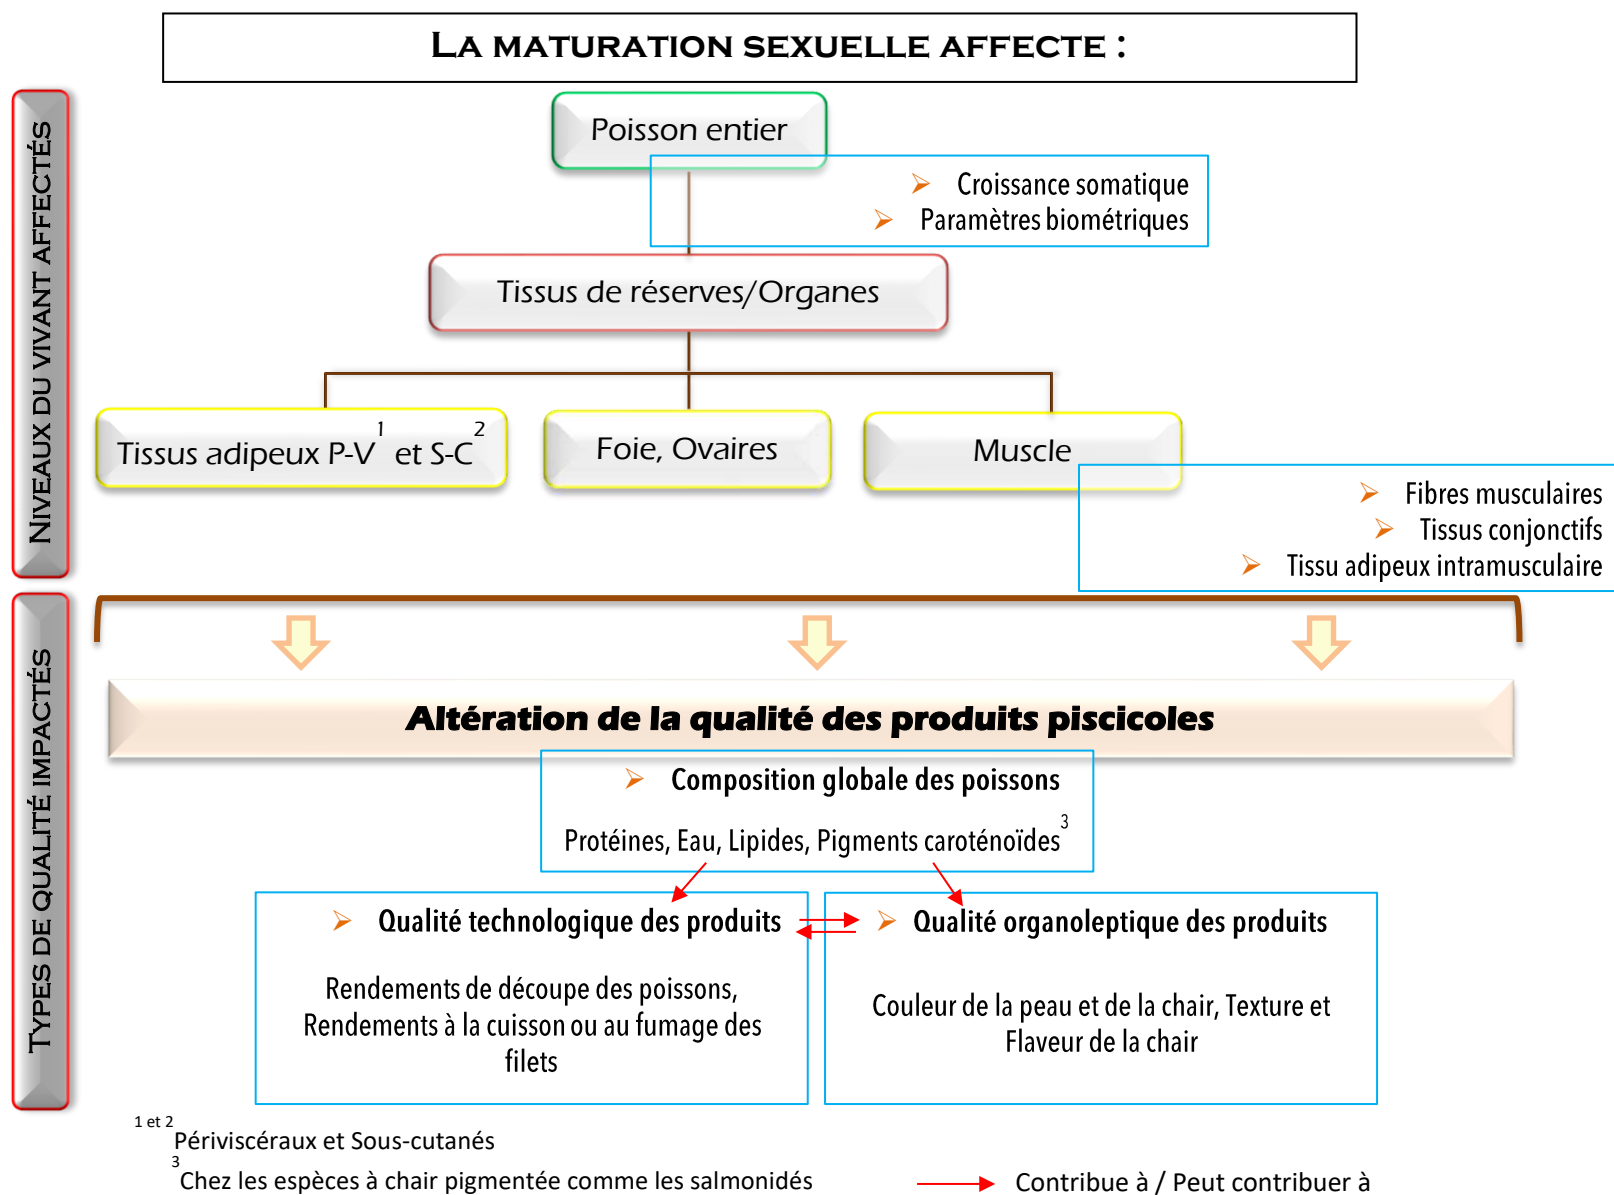 LA MATURATION SEXUELLE AFFECTE :
NIVEAUX DU VIVANT AFFECTÉS
Poisson entier
➢ Croissance somatique
➢ Paramètres biométriques
Tissus de réserves/Organes
Tissus adipeux P-V¹ et S-C²
Foie, Ovaires
Muscle
➢ Fibres musculaires
➢ Tissus conjonctifs
➢ Tissu adipeux intramusculaire
TYPES DE QUALITÉ IMPACTÉS
Altération de la qualité des produits piscicoles
➢ Composition globale des poissons
Protéines, Eau, Lipides, Pigments caroténoïdes³
➢ Qualité technologique des produits
Rendements de découpe des poissons,
Rendements à la cuisson ou au fumage des
filets
➢ Qualité organoleptique des produits
Couleur de la peau et de la chair, Texture et
Flaveur de la chair
1 et 2 Périviscéraux et Sous-cutanés
3 Chez les espèces à chair pigmentée comme les salmonidés
Contribue à / Peut contribuer à